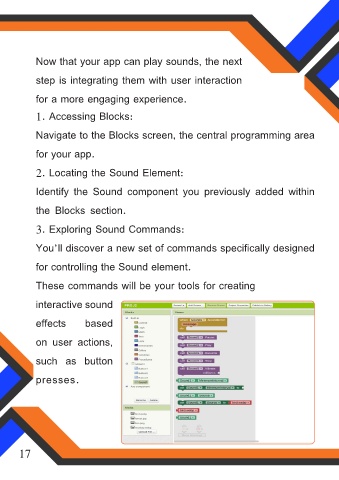 Now that your app can play sounds, the next
step is integrating them with user interaction
for a more engaging experience.
1. Accessing Blocks:
Navigate to the Blocks screen, the central programming area
for your app.
2. Locating the Sound Element:
Identify the Sound component you previously added within
the Blocks section.
3. Exploring Sound Commands:
You'll discover a new set of commands specifically designed
for controlling the Sound element.
These commands will be your tools for creating
interactive sound
effects based
on user actions,
such as button
presses.
17